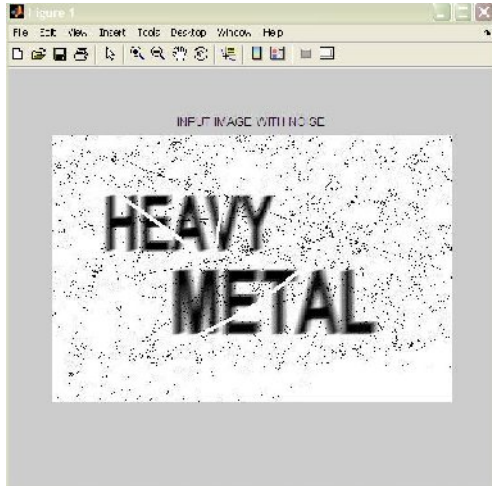 Figure 1
File Edit View Insert Tools Desktop Window Help
INPUT IMAGE WITH NOISE
HEAVY
METAL